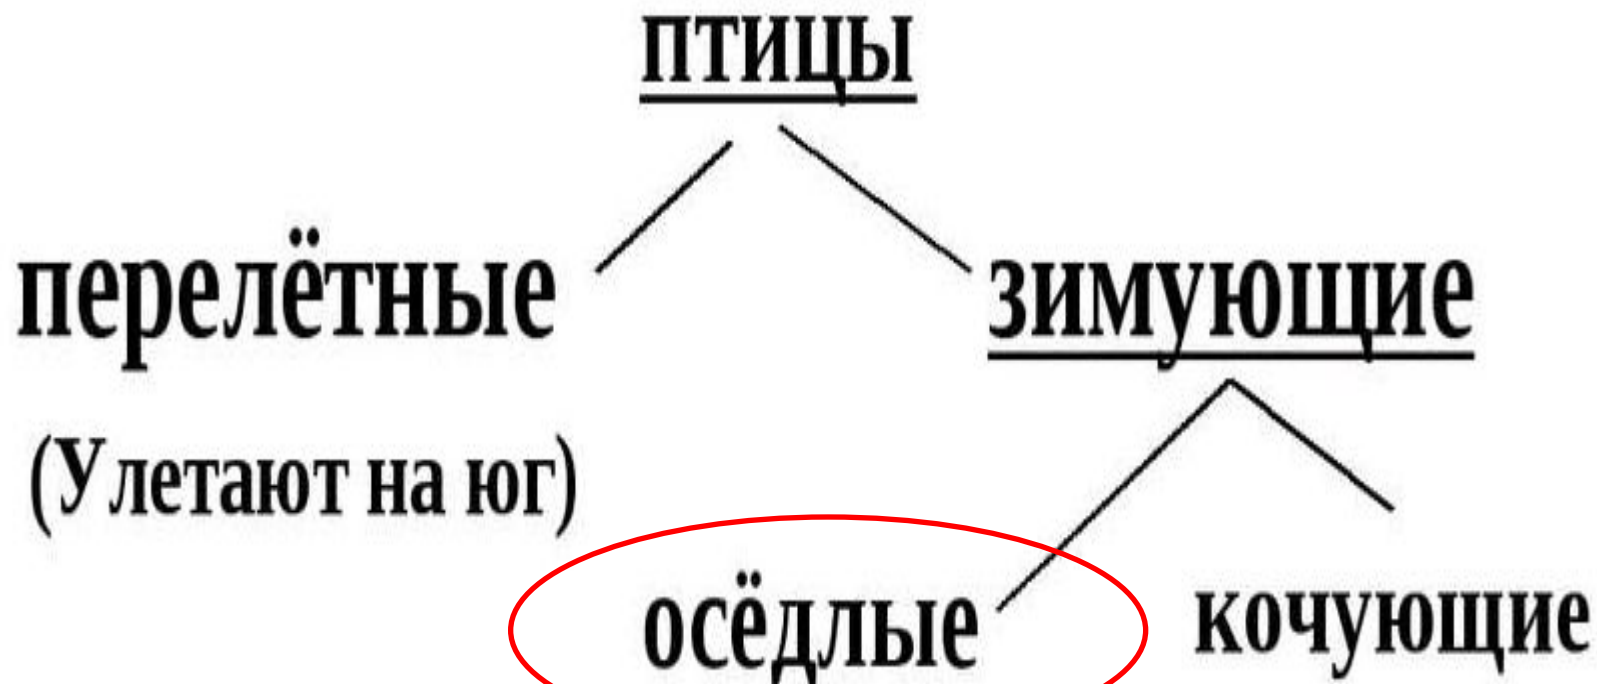 птицы
перелётные
зимующие
(Улетают на юг)
осёдлые
кочующие